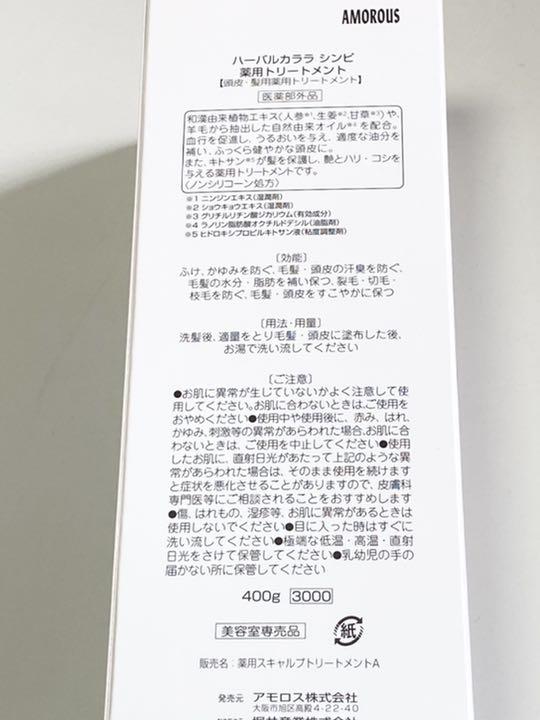 AMOROUS
ハーバルカララ シンビ
薬用トリートメント
【頭皮・髪用薬用トリートメント】
医薬部外品
和漢由来植物エキス(人参※1、生姜※2、甘草※3)や、
羊毛から抽出した自然由来オイル※4を配合。
血行を促進し、うるおいを与え、適度な油分を
補い、ふっくら健やかな頭皮に。
また、キトサン※5が髪を保護し、艶とハリ・コシを
与える薬用トリートメントです。
〈ノンシリコーン処方〉
※1 ニンジンエキス(湿潤剤)
※2 ショウキョウエキス(湿潤剤)
※3 グリチルリチン酸ジカリウム(有効成分)
※4 ラノリン脂肪酸オクチルドデシル(油脂剤)
※5 ヒドロキシプロピルキトサン液(粘度調整剤)
〔効能〕
ふけ、かゆみを防ぐ、毛髪・頭皮の汗臭を防ぐ、
毛髪の水分・脂肪を補い保つ、裂毛・切毛・
枝毛を防ぐ、毛髪・頭皮をすこやかに保つ
〔用法・用量〕
洗髪後、適量をとり毛髪・頭皮に塗布した後、
お湯で洗い流してください
〔ご注意〕
●お肌に異常が生じていないかよく注意して使
用してください。お肌に合わないときは、ご使用を
おやめください●使用中や使用後に、赤み、はれ、
かゆみ、刺激等の異常があらわれた場合、お肌に合
わないときは、ご使用を中止してください●使用
したお肌に、直射日光があたって上記のような異
常があらわれた場合は、そのまま使用を続けます
と症状を悪化させることがありますので、皮膚科
専門医等にご相談されることをおすすめします
●傷、はれもの、湿疹等、お肌に異常があるときは
使用しないでください●目に入った時はすぐに
洗い流してください●極端な低温・高温・直射
日光をさけて保管してください●乳幼児の手の
届かない所に保管してください
400g 3000
美容室専売品 紙
販売名:薬用スキャルプトリートメントA
発売元 アモロス株式会社
大阪市旭区高殿4-22-40